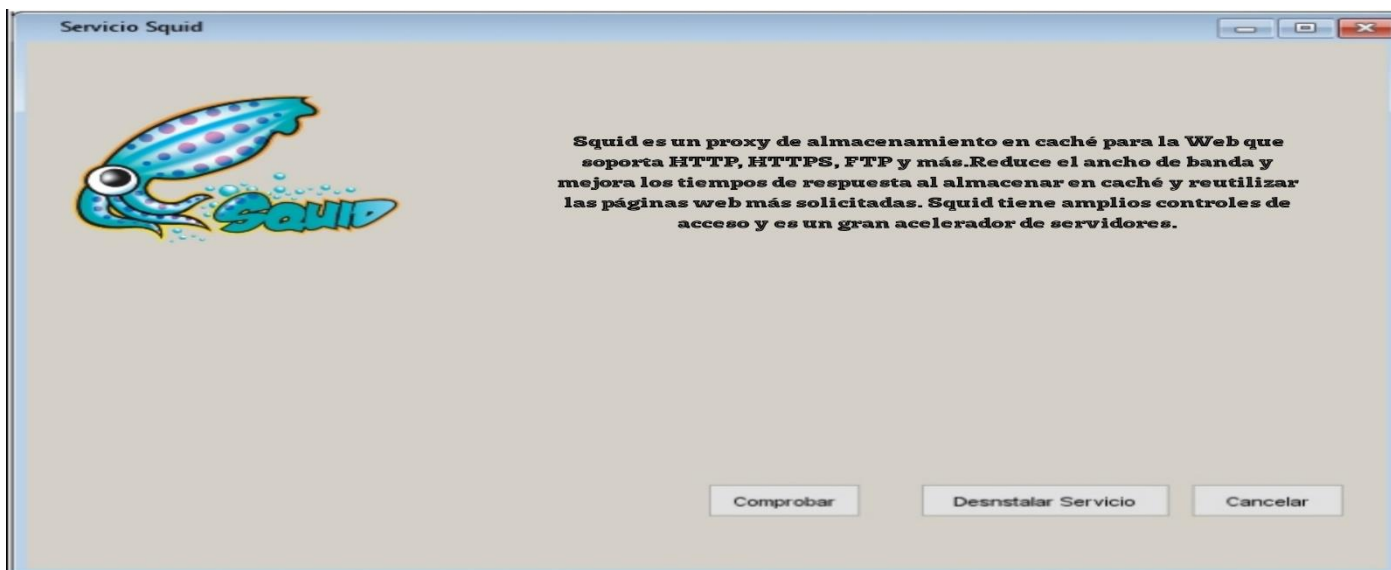 Servicio Squid
Squid es un proxy de almacenamiento en caché para la Web que
soporta HTTP, HTTPS, FTP y más.Reduce el ancho de banda y
mejora los tiempos de respuesta al almacenar en caché y reutilizar
las páginas web más solicitadas. Squid tiene amplios controles de
acceso y es un gran acelerador de servidores.
SQUID
Comprobar
Desnstalar Servicio
Cancelar